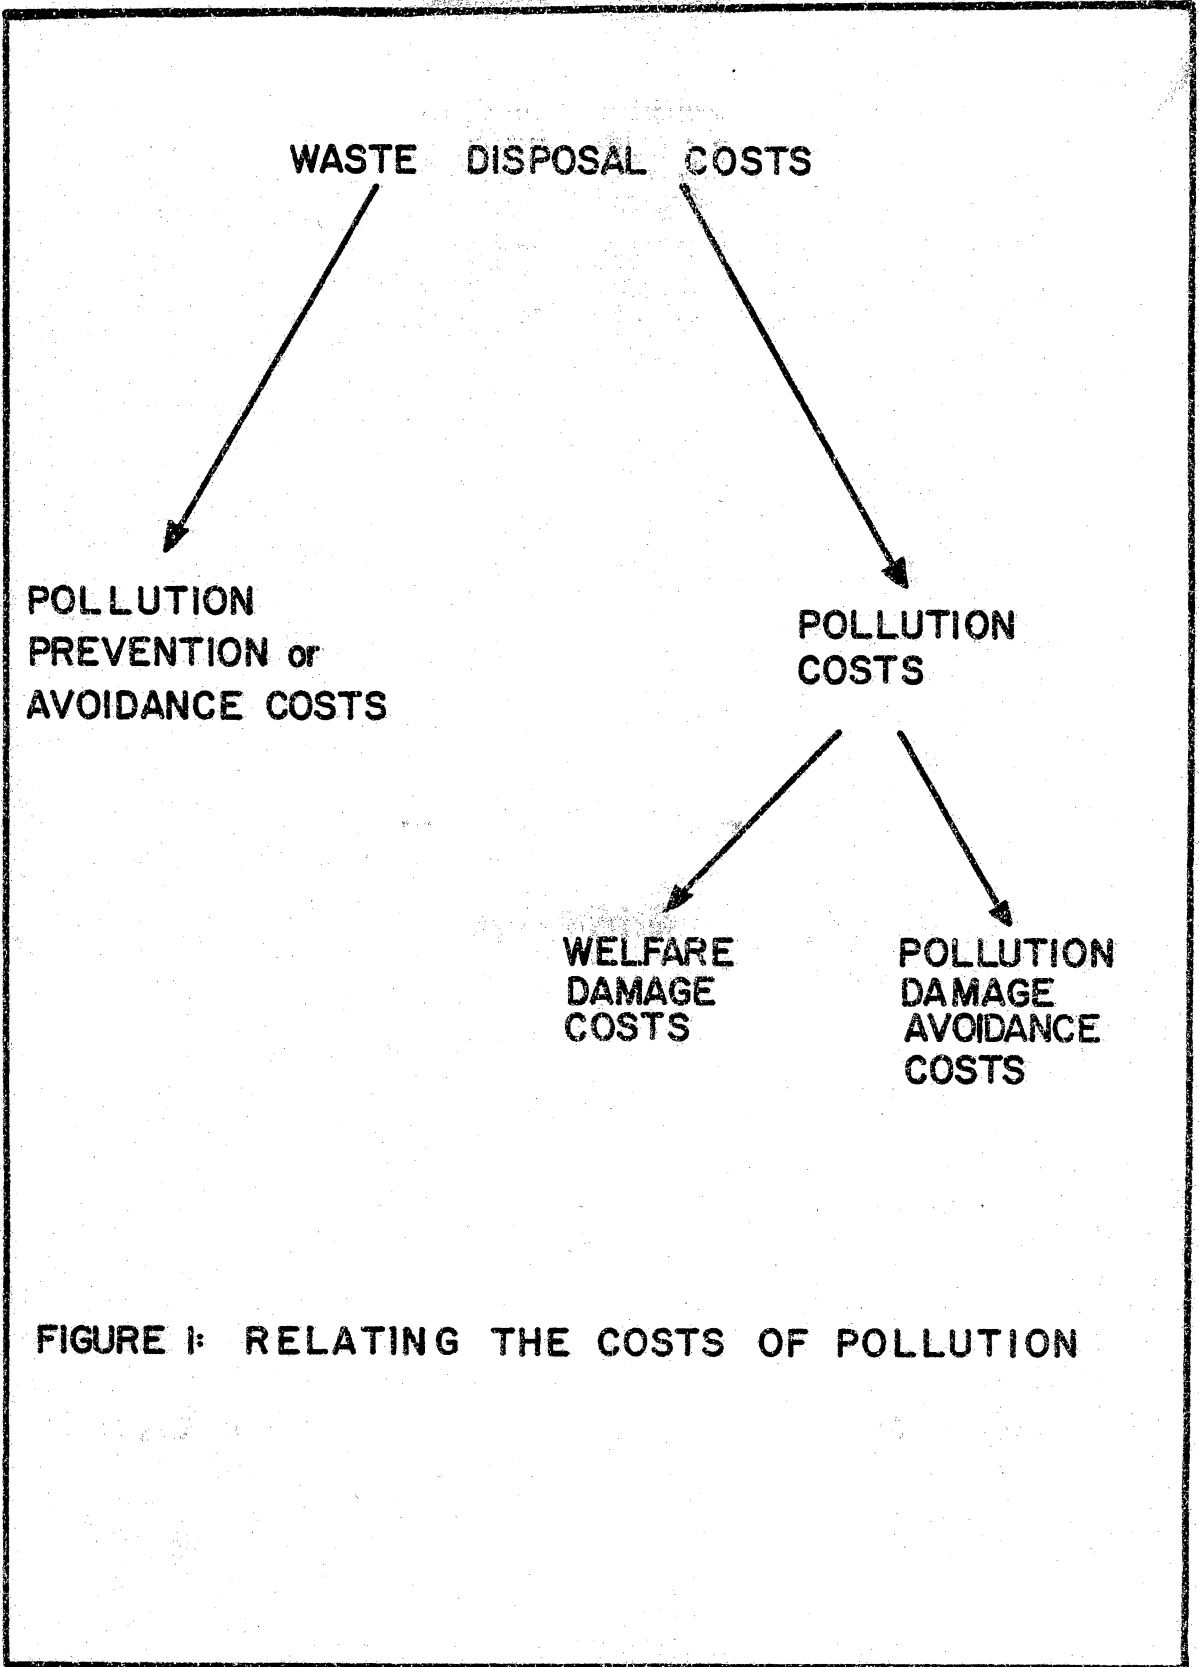 WASTE DISPOSAL COSTS
POLLUTION
PREVENTION or
AVOIDANCE COSTS
POLLUTION
COSTS
WELFARE
DAMAGE
COSTS
POLLUTION
DAMAGE
AVOIDANCE
COSTS
FIGURE 1: RELATING THE COSTS OF POLLUTION